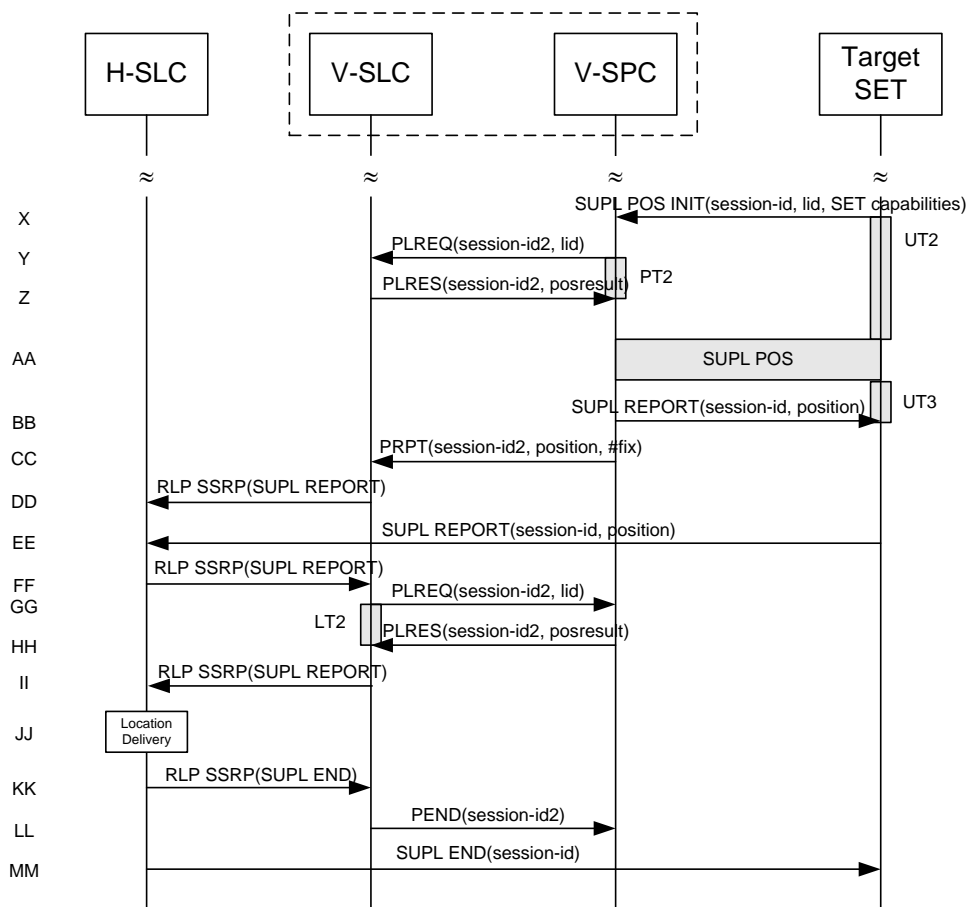 H-SLC
V-SLC
V-SPC
Target
SET
≈ ≈ ≈ ≈
X
SUPL POS INIT(session-id, lid, SET capabilities)
UT2
Y
PLREQ(session-id2, lid)
PT2
Z
PLRES(session-id2, posresult)
AA
SUPL POS
UT3
BB
SUPL REPORT(session-id, position)
CC
PRPT(session-id2, position, #fix)
DD
RLP SSRP(SUPL REPORT)
EE
SUPL REPORT(session-id, position)
FF
RLP SSRP(SUPL REPORT)
GG
PLREQ(session-id2, lid)
LT2
HH
PLRES(session-id2, posresult)
II
RLP SSRP(SUPL REPORT)
JJ
Location
Delivery
KK
RLP SSRP(SUPL END)
LL
PEND(session-id2)
MM
SUPL END(session-id)